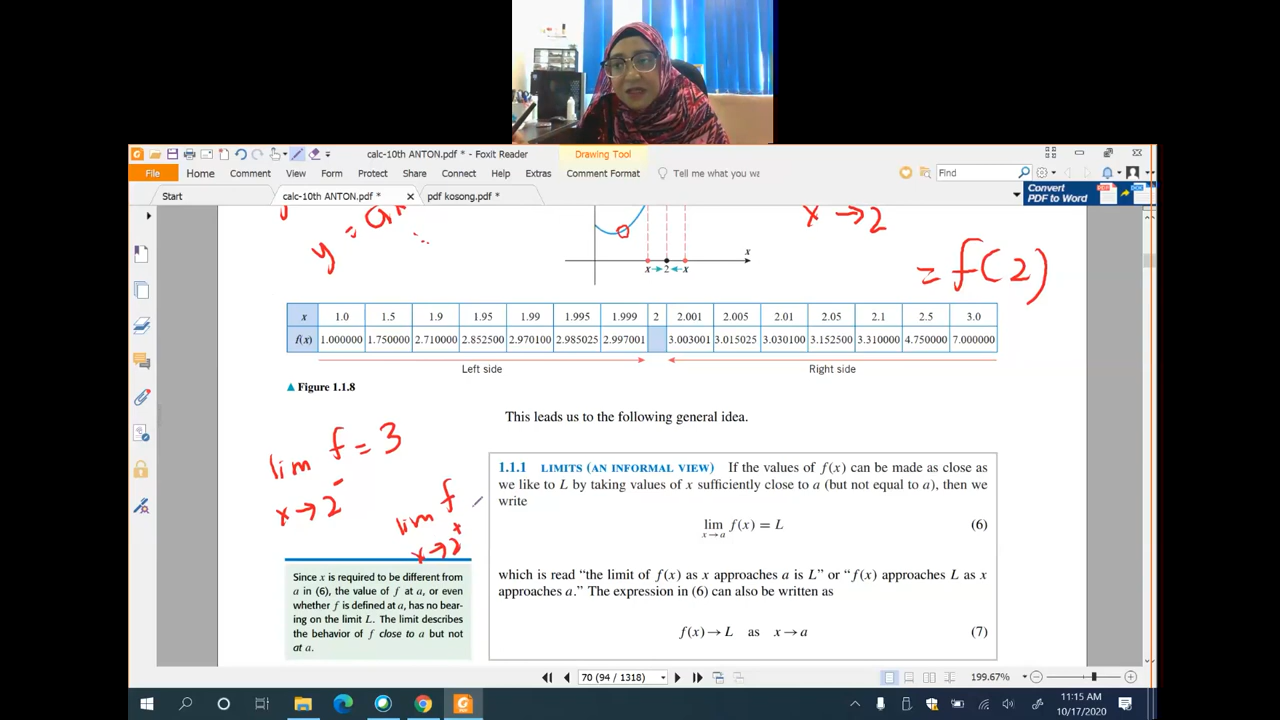 calc-10th ANTON.pdf * - Foxit Reader
Drawing Tool
File Home Comment View Form Protect Share Connect Help Extras Comment Format Tell me what you wa Find
Start calc-10th ANTON.pdf * pdf kosong.pdf *
Convert
PDF to Word
x → 2
y =
x
x 2 x
= f(2)
x 1.0 1.5 1.9 1.95 1.99 1.995 1.999 2 2.001 2.005 2.01 2.05 2.1 2.5 3.0
f(x) 1.000000 1.750000 2.710000 2.852500 2.970100 2.985025 2.997001 3.003001 3.015025 3.030100 3.152500 3.310000 4.750000 7.000000
Left side Right side
Figure 1.1.8
This leads us to the following general idea.
lim f = 3
x → 2⁻
lim f
x → 2⁺
1.1.1 LIMITS (AN INFORMAL VIEW) If the values of f(x) can be made as close as
we like to L by taking values of x sufficiently close to a (but not equal to a), then we
write
lim f(x) = L (6)
x→a
which is read “the limit of f(x) as x approaches a is L” or “f(x) approaches L as x
approaches a.” The expression in (6) can also be written as
f(x) → L as x → a (7)
Since x is required to be different from
a in (6), the value of f at a, or even
whether f is defined at a, has no bear-
ing on the limit L. The limit describes
the behavior of f close to a but not
at a.
70 (94 / 1318) 199.67%
11:15 AM
10/17/2020